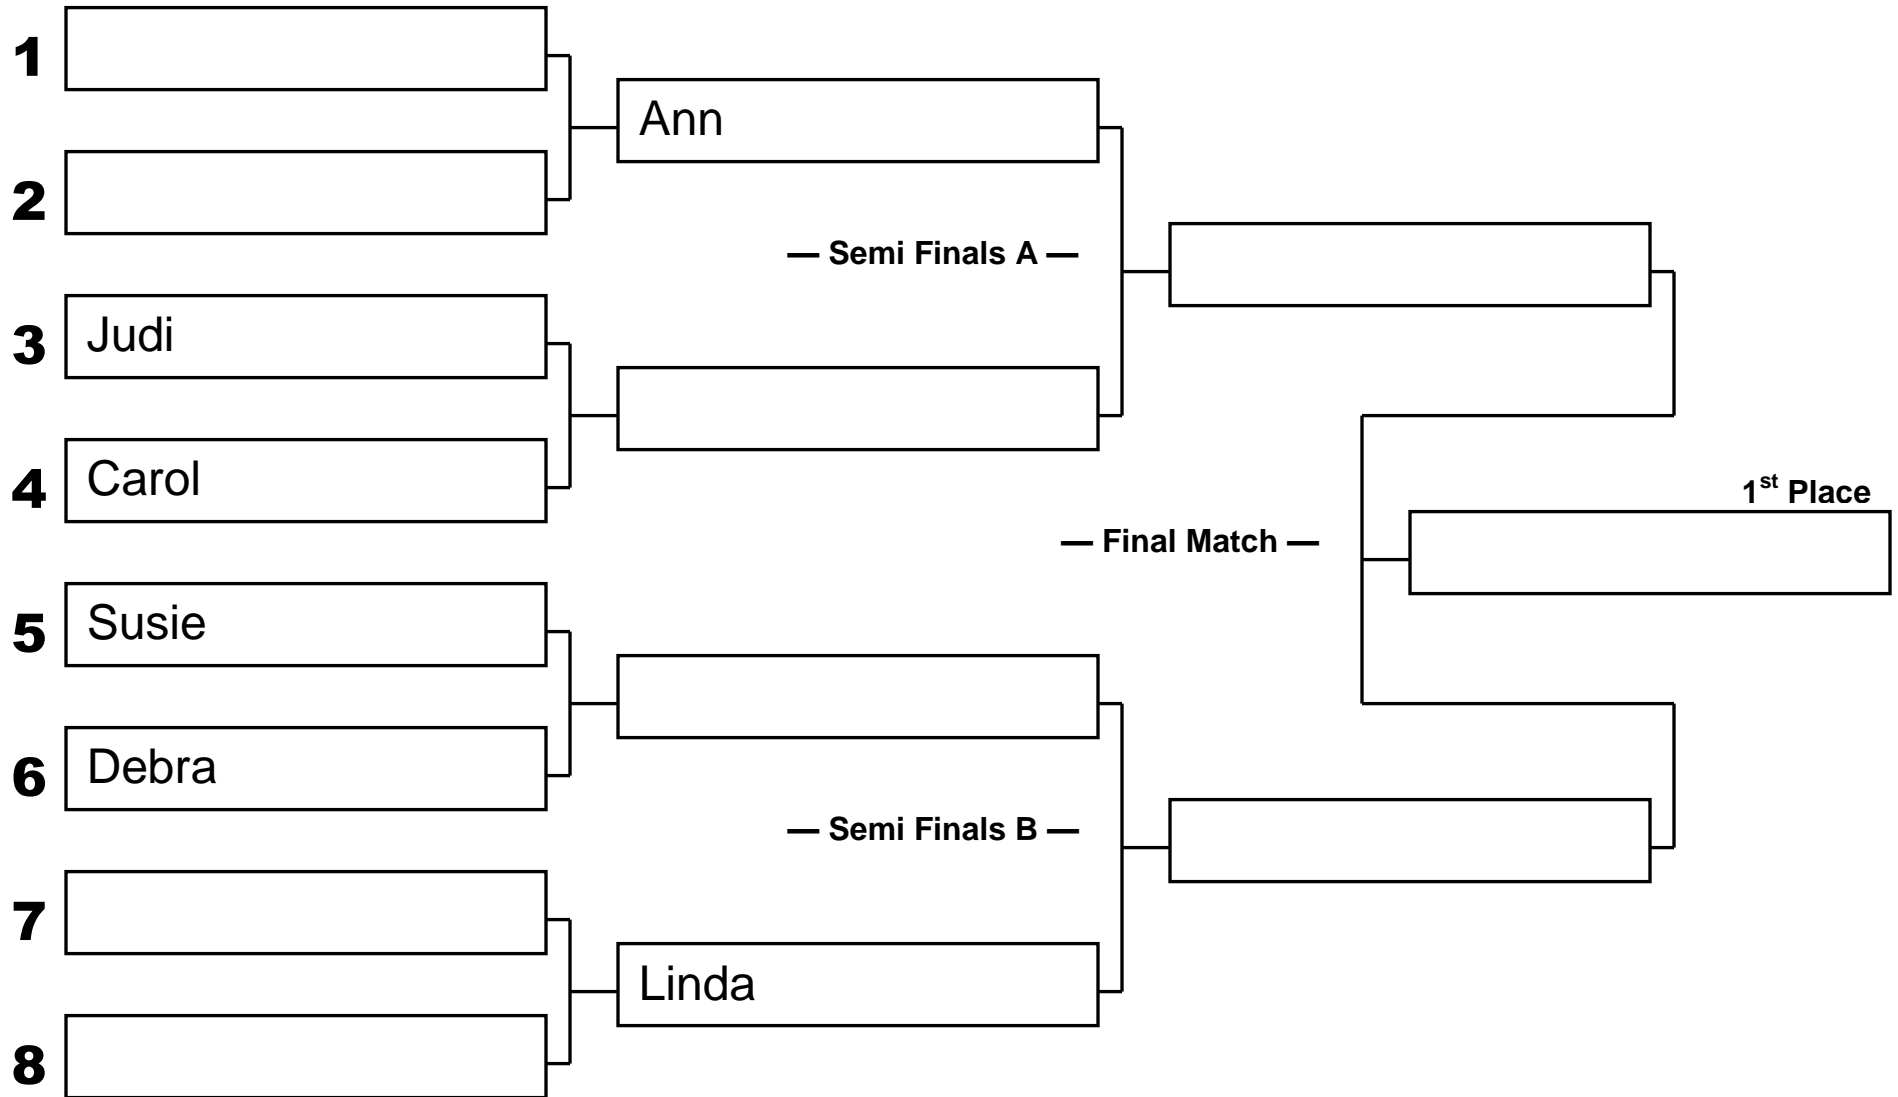 1
Ann
2
— Semi Finals A —
3 Judi
4 Carol
1st Place
— Final Match —
5 Susie
6 Debra
— Semi Finals B —
7
Linda
8